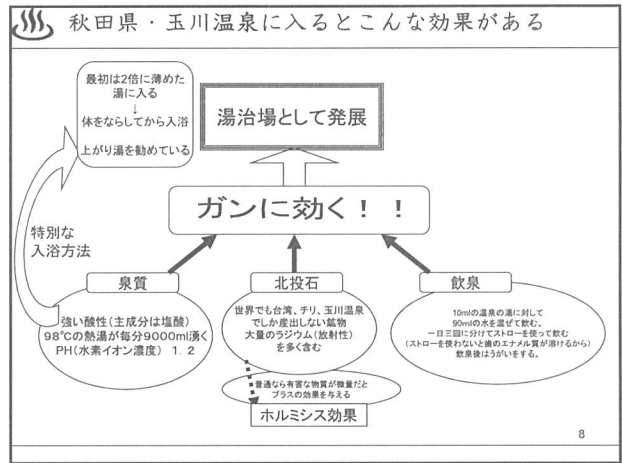 秋田県・玉川温泉に入るとこんな効果がある
最初は2倍に薄めた
湯に入る
↓
体をならしてから入浴
上がり湯を勧めている
湯治場として発展
ガンに効く！！
特別な
入浴方法
泉質
強い酸性（主成分は塩酸）
98℃の熱湯が毎分9000ml湧く
PH（水素イオン濃度） 1．2
北投石
世界でも台湾、チリ、玉川温泉
でしか産出しない鉱物
大量のラジウム（放射性）
を多く含む
普通なら有害な物質が微量だと
プラスの効果を与える
ホルミシス効果
飲泉
10mlの温泉の湯に対して
90mlの水を混ぜて飲む。
一日三回に分けてストローを使って飲む
（ストローを使わないと歯のエナメル質が溶けるから）
飲泉後はうがいをする。
8